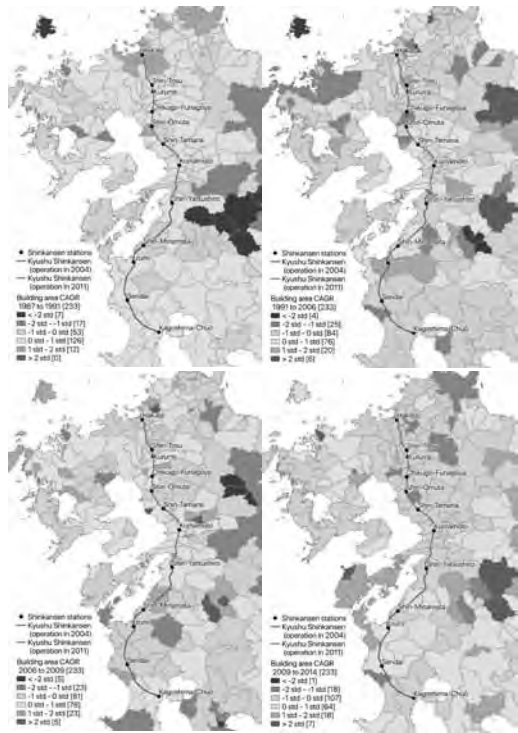 Hakata
Shin-Tosu
Kurume
Chikugo-Funagoya
Shin-Omuta
Shin-Tamana
Kumamoto
Shin-Yatsushiro
Shin-Minamata
Izumi
Sendai
Kagoshima-Chuo
Shinkansen stations
Kyushu Shinkansen
(operation in 2004)
Kyushu Shinkansen
(operation in 2011)
Building area CAGR
1987 to 1991 [233]
< -2 std [7]
-2 std - -1 std [17]
-1 std - 0 std [53]
0 std - 1 std [126]
1 std - 2 std [12]
> 2 std [0]
Hakata
Shin-Tosu
Kurume
Chikugo-Funagoya
Shin-Omuta
Shin-Tamana
Kumamoto
Shin-Yatsushiro
Shin-Minamata
Izumi
Sendai
Kagoshima-Chuo
Shinkansen stations
Kyushu Shinkansen
(operation in 2004)
Kyushu Shinkansen
(operation in 2011)
Building area CAGR
1991 to 2006 [233]
< -2 std [4]
-2 std - -1 std [25]
-1 std - 0 std [84]
0 std - 1 std [76]
1 std - 2 std [20]
> 2 std [6]
Hakata
Shin-Tosu
Kurume
Chikugo-Funagoya
Shin-Omuta
Shin-Tamana
Kumamoto
Shin-Yatsushiro
Shin-Minamata
Izumi
Sendai
Kagoshima-Chuo
Shinkansen stations
Kyushu Shinkansen
(operation in 2004)
Kyushu Shinkansen
(operation in 2011)
Building area CAGR
2006 to 2009 [233]
< -2 std [5]
-2 std - -1 std [23]
-1 std - 0 std [81]
0 std - 1 std [76]
1 std - 2 std [23]
> 2 std [5]
Hakata
Shin-Tosu
Kurume
Chikugo-Funagoya
Shin-Omuta
Shin-Tamana
Kumamoto
Shin-Yatsushiro
Shin-Minamata
Izumi
Sendai
Kagoshima-Chuo
Shinkansen stations
Kyushu Shinkansen
(operation in 2004)
Kyushu Shinkansen
(operation in 2011)
Building area CAGR
2009 to 2014 [233]
< -2 std [1]
-2 std - -1 std [18]
-1 std - 0 std [107]
0 std - 1 std [64]
1 std - 2 std [18]
> 2 std [7]